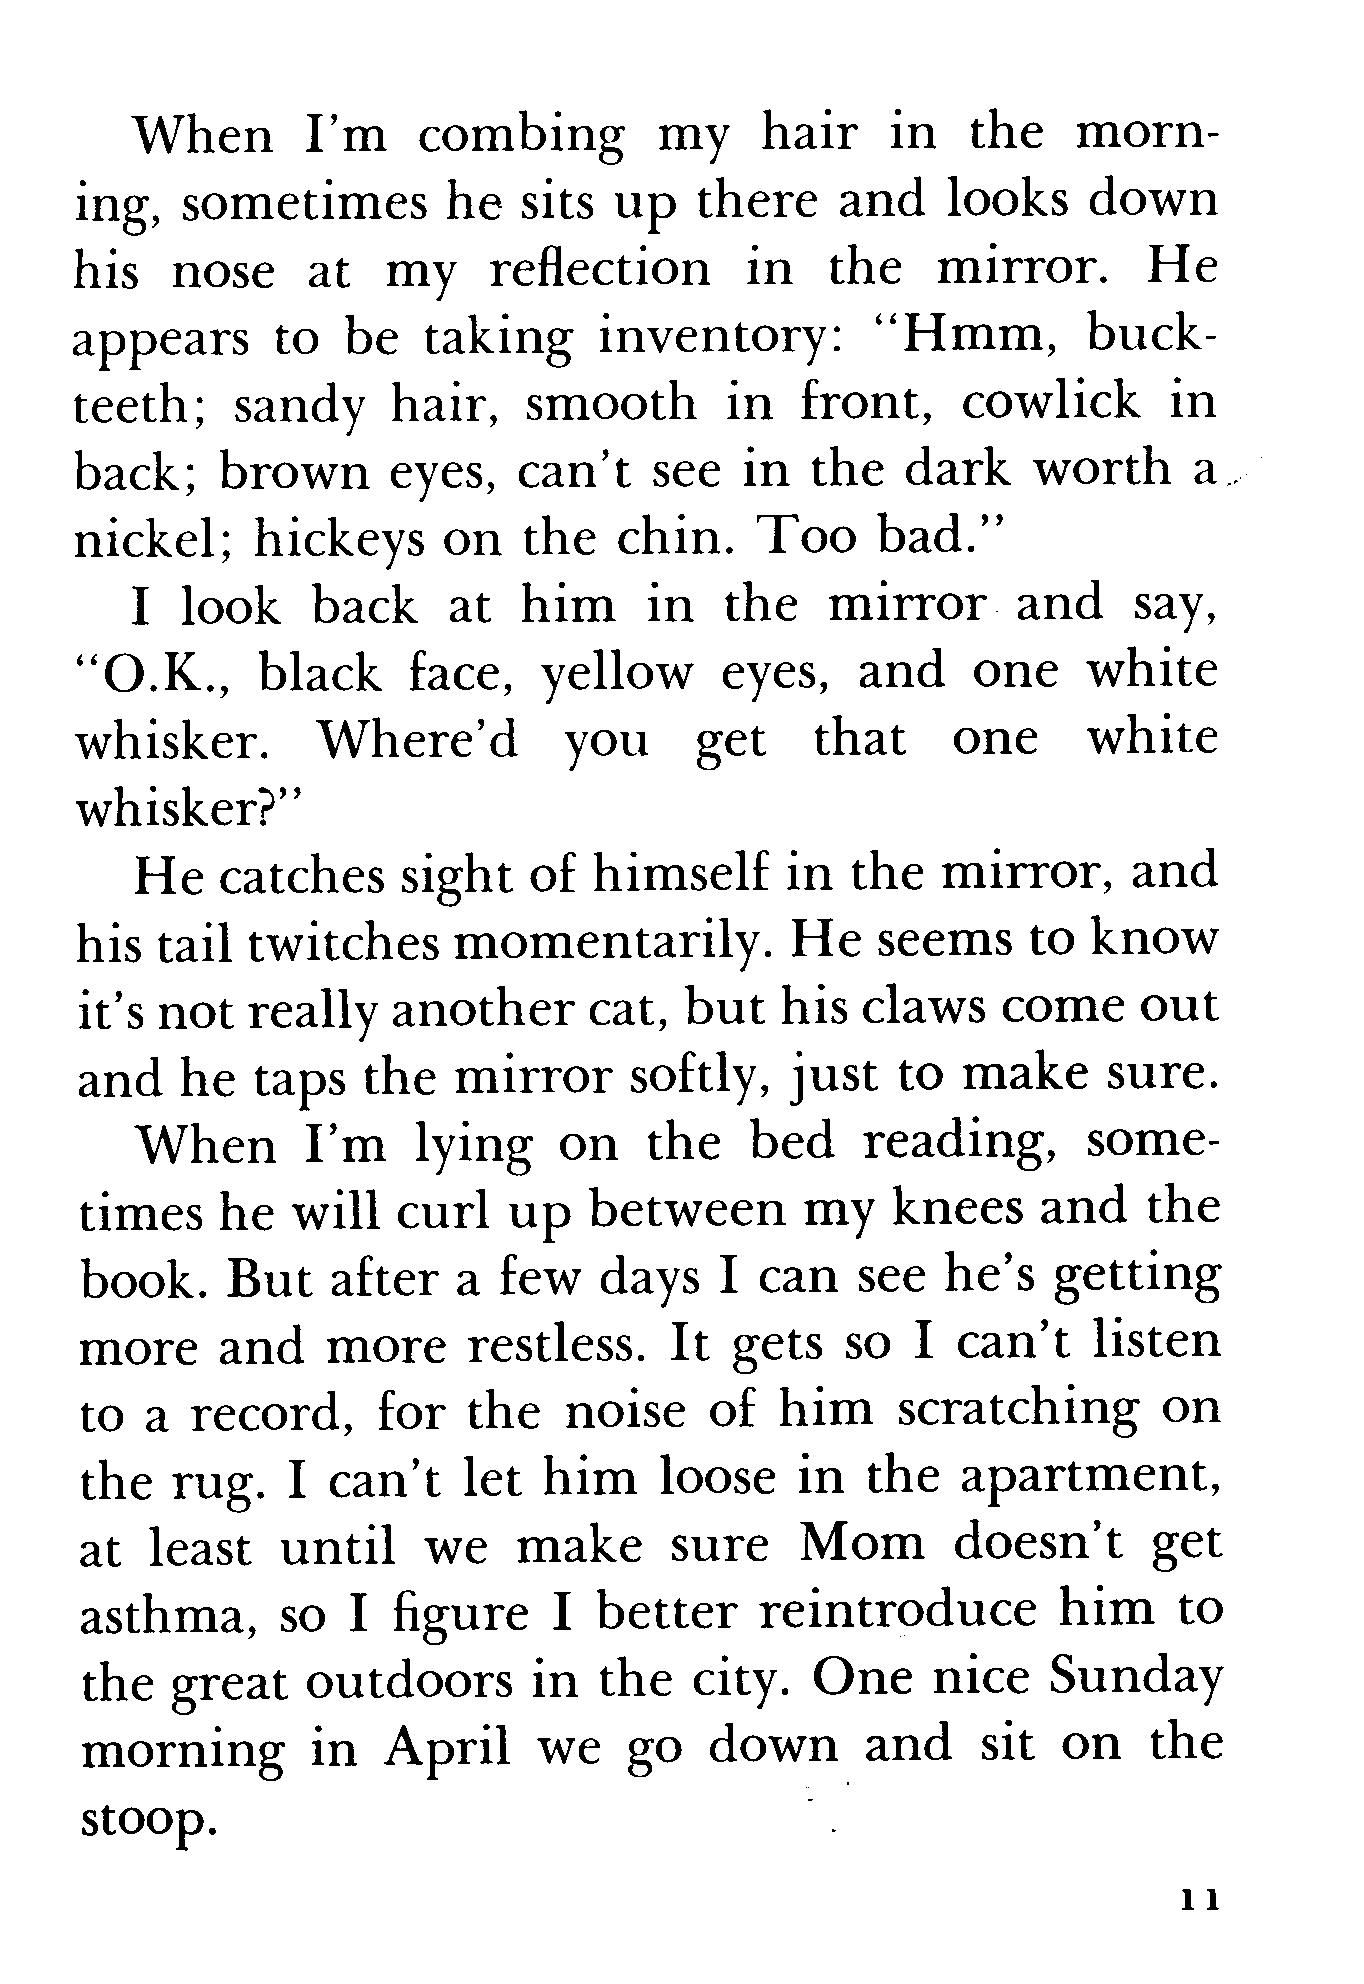 When I’m combing my hair in the morn-
ing, sometimes he sits up there and looks down
his nose at my reflection in the mirror. He
appears to be taking inventory: “Hmm, buck-
teeth; sandy hair, smooth in front, cowlick in
back; brown eyes, can’t see in the dark worth a
nickel; hickeys on the chin. Too bad.”
I look back at him in the mirror and say,
“O.K., black face, yellow eyes, and one white
whisker. Where’d you get that one white
whisker?”
He catches sight of himself in the mirror, and
his tail twitches momentarily. He seems to know
it’s not really another cat, but his claws come out
and he taps the mirror softly, just to make sure.
When I’m lying on the bed reading, some-
times he will curl up between my knees and the
book. But after a few days I can see he’s getting
more and more restless. It gets so I can’t listen
to a record, for the noise of him scratching on
the rug. I can’t let him loose in the apartment,
at least until we make sure Mom doesn’t get
asthma, so I figure I better reintroduce him to
the great outdoors in the city. One nice Sunday
morning in April we go down and sit on the
stoop.
11